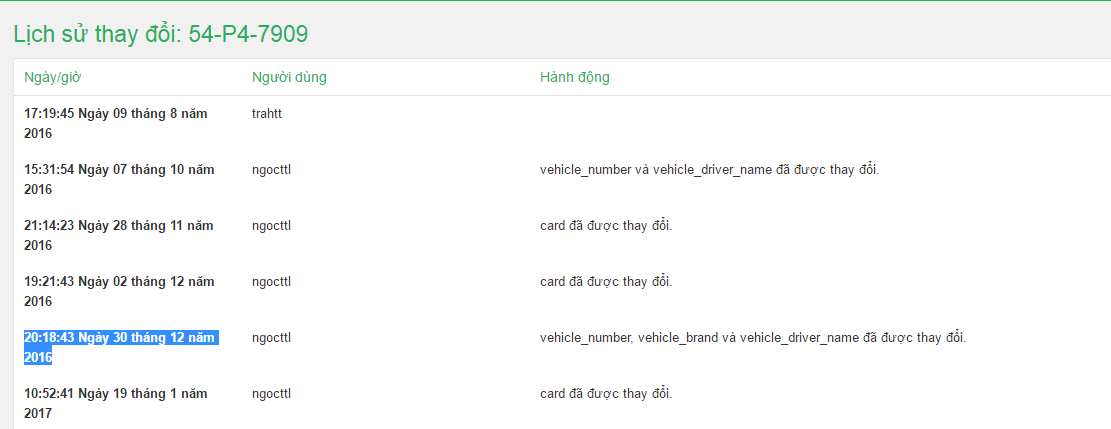 Lịch sử thay đổi: 54-P4-7909
Ngày/giờ Người dùng Hành động
17:19:45 Ngày 09 tháng 8 năm trahtt
2016
15:31:54 Ngày 07 tháng 10 năm ngocttl vehicle_number và vehicle_driver_name đã được thay đổi.
2016
21:14:23 Ngày 28 tháng 11 năm ngocttl card đã được thay đổi.
2016
19:21:43 Ngày 02 tháng 12 năm ngocttl card đã được thay đổi.
2016
20:18:43 Ngày 30 tháng 12 năm ngocttl vehicle_number, vehicle_brand và vehicle_driver_name đã được thay đổi.
2016
10:52:41 Ngày 19 tháng 1 năm ngocttl card đã được thay đổi.
2017